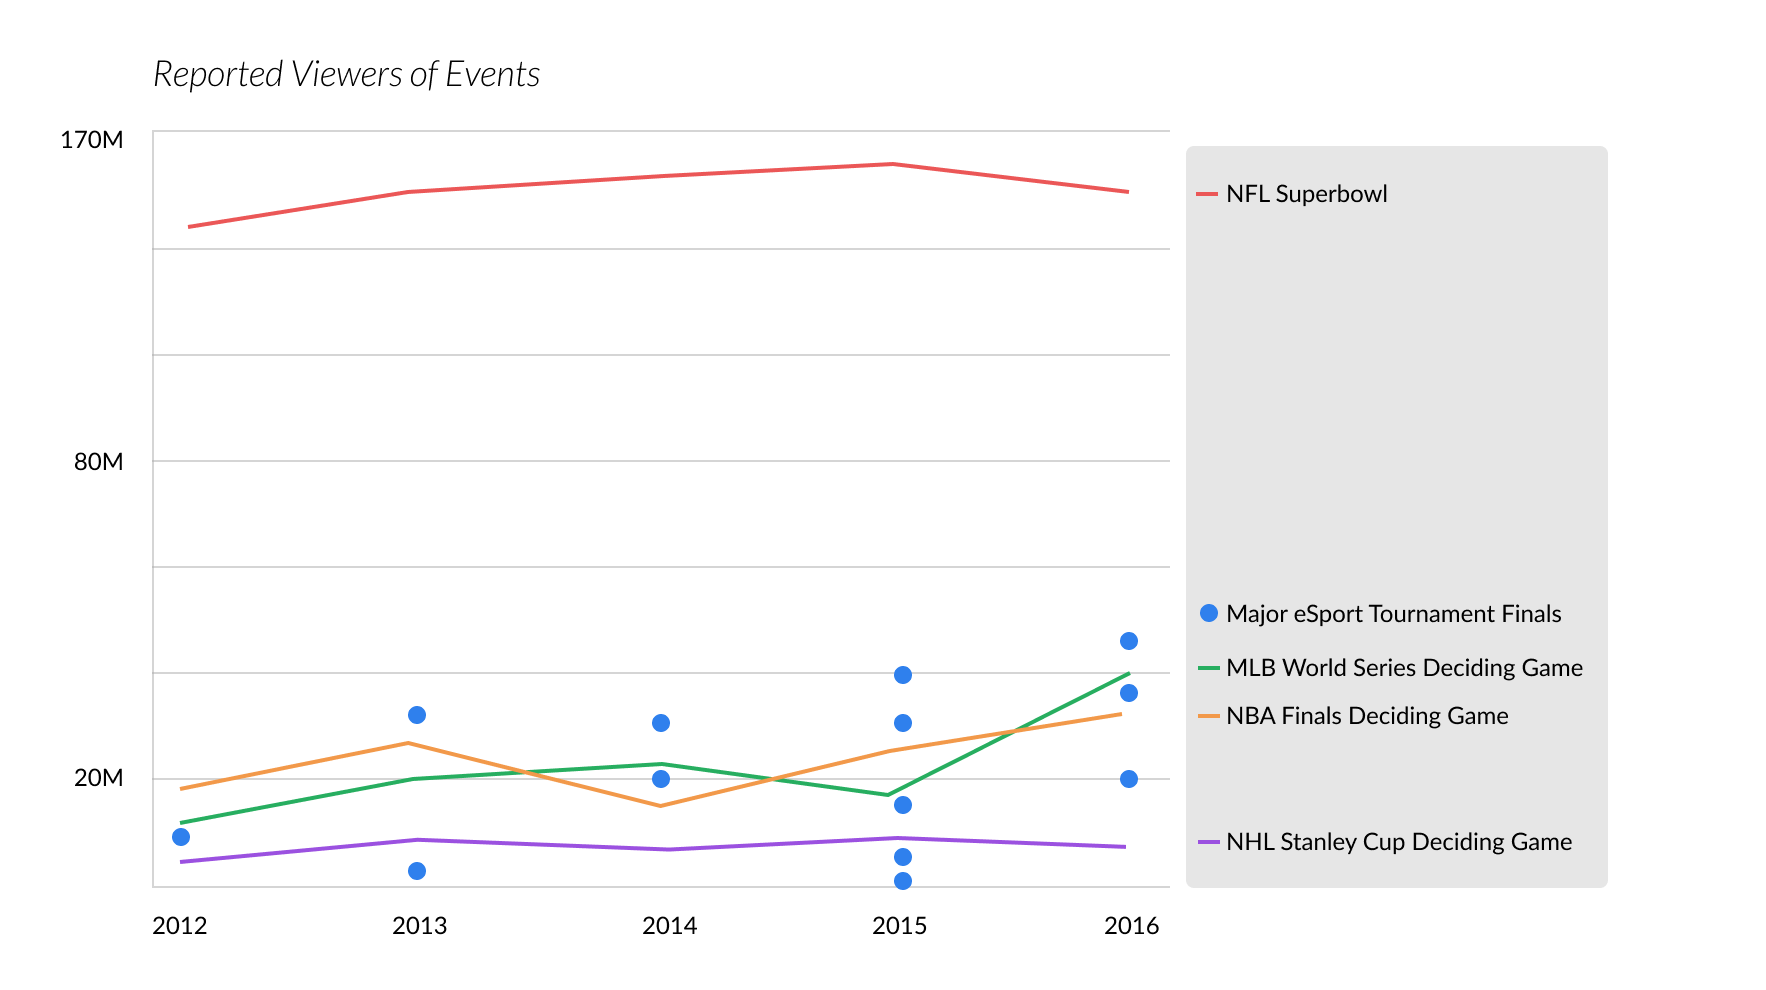 Reported Viewers of Events
170M
80M
20M
2012 2013 2014 2015 2016
NFL Superbowl
Major eSport Tournament Finals
MLB World Series Deciding Game
NBA Finals Deciding Game
NHL Stanley Cup Deciding Game